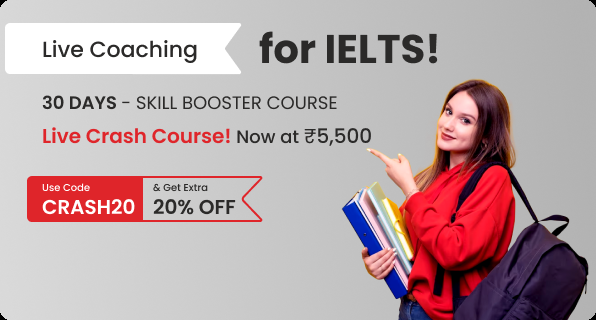 Live Coaching for IELTS!
30 DAYS - SKILL BOOSTER COURSE
Live Crash Course! Now at ₹5,500
Use Code
CRASH20
& Get Extra
20% OFF